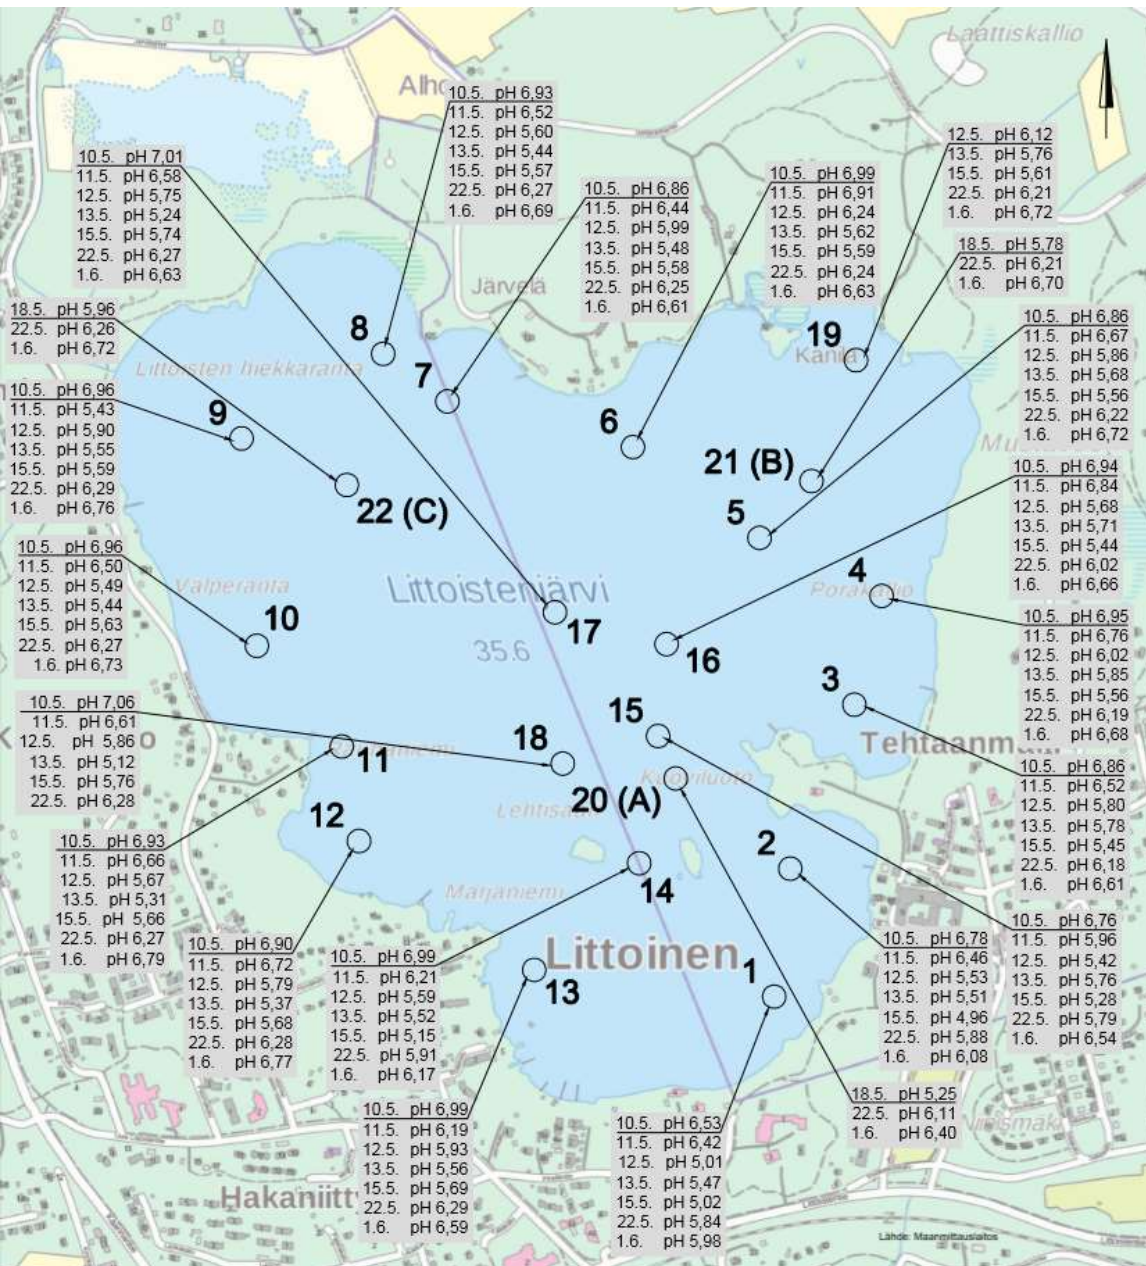 Laattiskallio
10.5. pH 6,93
11.5. pH 6,52
12.5. pH 5,60
13.5. pH 5,44
15.5. pH 5,57
22.5. pH 6,27
1.6. pH 6,69
10.5. pH 7,01
11.5. pH 6,58
12.5. pH 5,75
13.5. pH 5,24
15.5. pH 5,74
22.5. pH 6,27
1.6. pH 6,63
10.5. pH 6,86
11.5. pH 6,44
12.5. pH 5,99
13.5. pH 5,48
15.5. pH 5,58
22.5. pH 6,25
1.6. pH 6,61
10.5. pH 6,99
11.5. pH 6,91
12.5. pH 6,24
13.5. pH 5,62
15.5. pH 5,59
22.5. pH 6,24
1.6. pH 6,63
12.5. pH 6,12
13.5. pH 5,76
15.5. pH 5,61
22.5. pH 6,21
1.6. pH 6,72
18.5. pH 5,78
22.5. pH 6,21
1.6. pH 6,70
Järvelä
18.5. pH 5,96
22.5. pH 6,26
1.6. pH 6,72
10.5. pH 6,86
11.5. pH 6,67
12.5. pH 5,86
13.5. pH 5,68
15.5. pH 5,56
22.5. pH 6,22
1.6. pH 6,72
8
19
Kanila
Littoisten hiekkaranta
7
10.5. pH 6,96
11.5. pH 5,43
12.5. pH 5,90
13.5. pH 5,55
15.5. pH 5,59
22.5. pH 6,29
1.6. pH 6,76
9
6
21 (B)
22 (C)
5
10.5. pH 6,94
11.5. pH 6,84
12.5. pH 5,68
13.5. pH 5,71
15.5. pH 5,44
22.5. pH 6,02
1.6. pH 6,66
10.5. pH 6,96
11.5. pH 6,50
12.5. pH 5,49
13.5. pH 5,44
15.5. pH 5,63
22.5. pH 6,27
1.6. pH 6,73
Valperanta
Littoistenjärvi
35.6
4
Porakallio
10
17
16
10.5. pH 6,95
11.5. pH 6,76
12.5. pH 6,02
13.5. pH 5,85
15.5. pH 5,56
22.5. pH 6,19
1.6. pH 6,68
3
10.5. pH 7,06
11.5. pH 6,61
12.5. pH 5,86
13.5. pH 5,12
15.5. pH 5,76
22.5. pH 6,28
15
18
11
20 (A)
Lehtisaari
10.5. pH 6,86
11.5. pH 6,52
12.5. pH 5,80
13.5. pH 5,78
15.5. pH 5,45
22.5. pH 6,18
1.6. pH 6,61
12
10.5. pH 6,93
11.5. pH 6,66
12.5. pH 5,67
13.5. pH 5,31
15.5. pH 5,66
22.5. pH 6,27
1.6. pH 6,79
2
14
Marjaniemi
10.5. pH 6,90
11.5. pH 6,72
12.5. pH 5,79
13.5. pH 5,37
15.5. pH 5,68
22.5. pH 6,28
1.6. pH 6,77
10.5. pH 6,99
11.5. pH 6,21
12.5. pH 5,59
13.5. pH 5,52
15.5. pH 5,15
22.5. pH 5,91
1.6. pH 6,17
Littoinen
13
1
10.5. pH 6,78
11.5. pH 6,46
12.5. pH 5,53
13.5. pH 5,51
15.5. pH 4,96
22.5. pH 5,88
1.6. pH 6,08
10.5. pH 6,76
11.5. pH 5,96
12.5. pH 5,42
13.5. pH 5,76
15.5. pH 5,28
22.5. pH 5,79
1.6. pH 6,54
18.5. pH 5,25
22.5. pH 6,11
1.6. pH 6,40
10.5. pH 6,99
11.5. pH 6,19
12.5. pH 5,93
13.5. pH 5,56
15.5. pH 5,69
22.5. pH 6,29
1.6. pH 6,59
10.5. pH 6,53
11.5. pH 6,42
12.5. pH 5,01
13.5. pH 5,47
15.5. pH 5,02
22.5. pH 5,84
1.6. pH 5,98
Lähde: Maanmittauslaitos